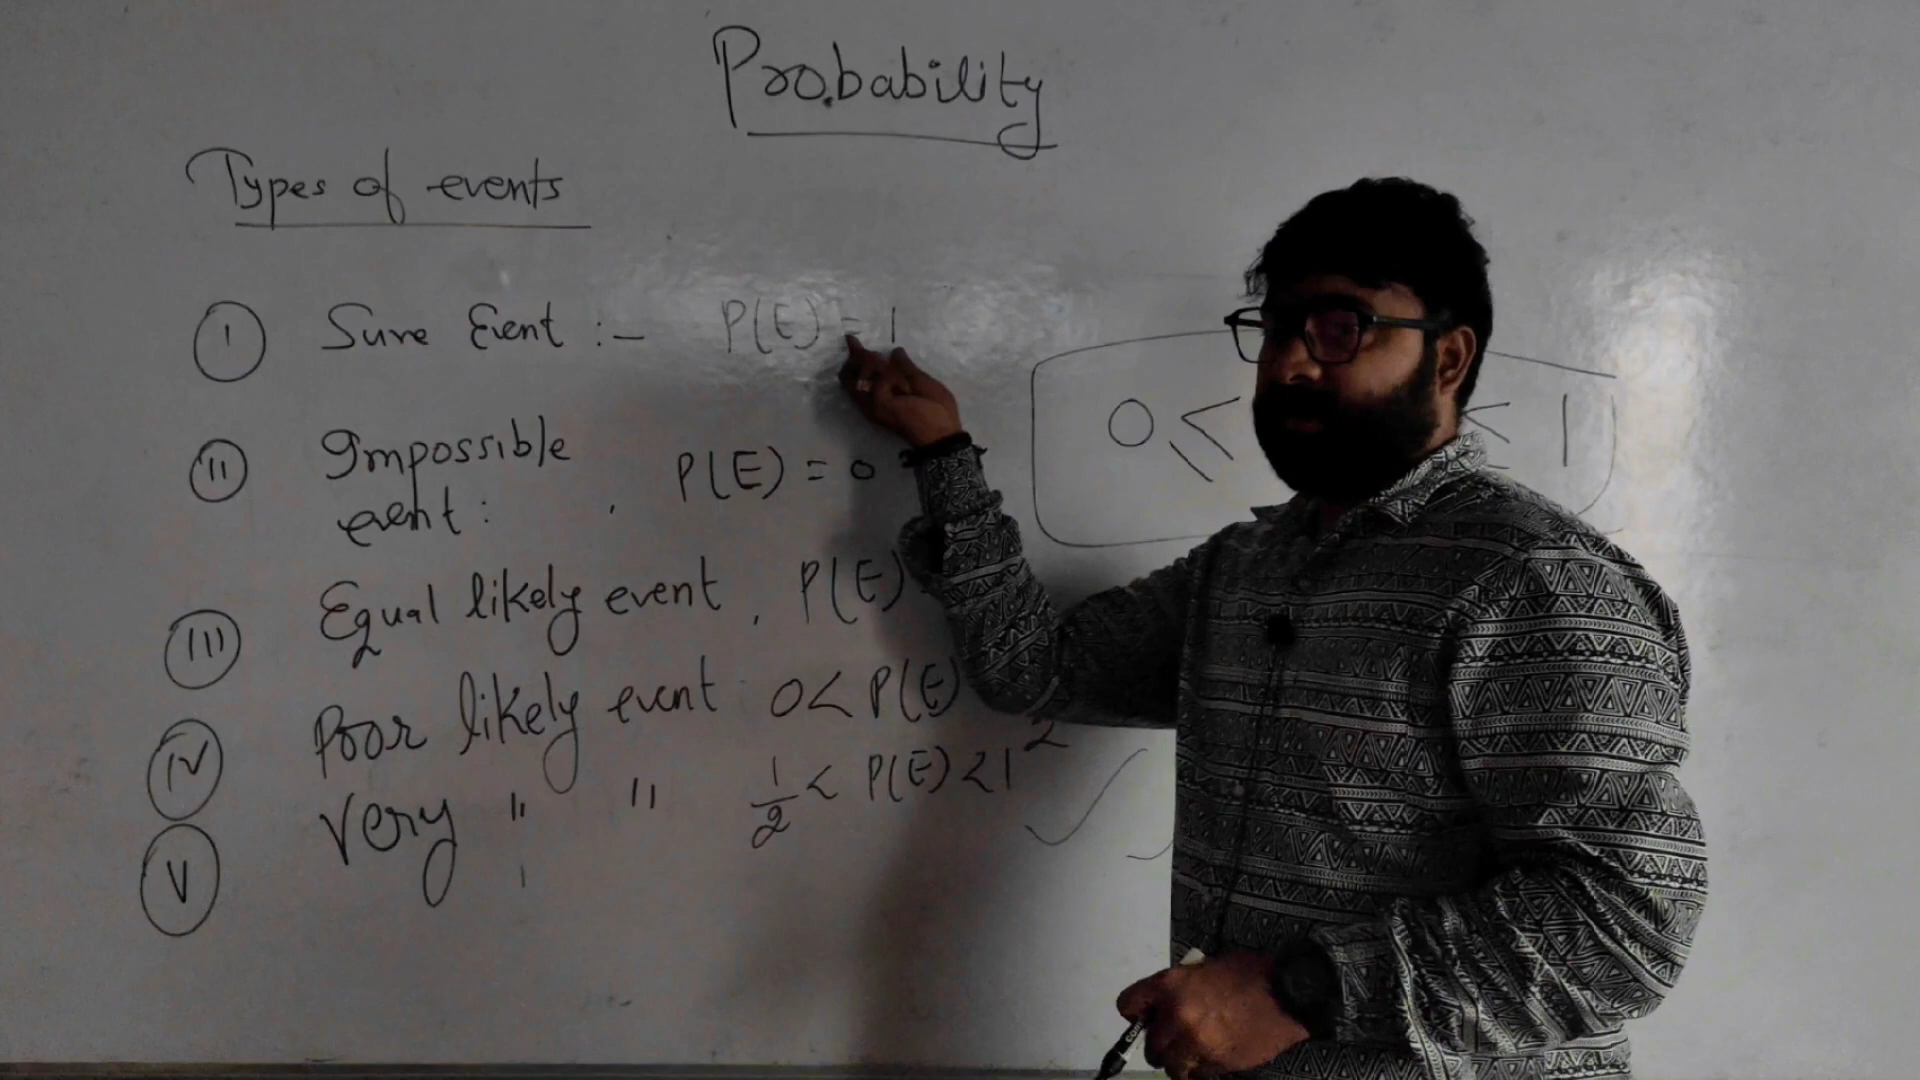 Probability
Types of events
I Sure Event :- P(E) = 1
0 ≤ ≤ 1
II Impossible
event : , P(E) = 0
III Equal likely event , P(E)
IV Poor likely event 0 < P(E) 2
V Very " " 1/2 < P(E) < 1 ✓